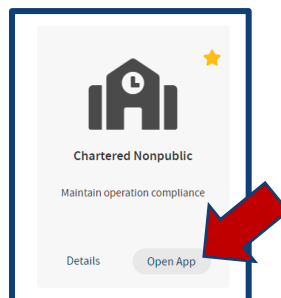 Chartered Nonpublic
Maintain operation compliance
Details Open App